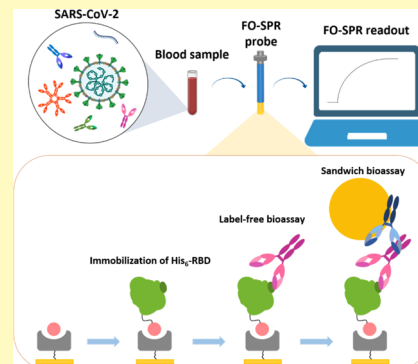 SARS-CoV-2
Blood sample
FO-SPR
probe
FO-SPR readout
Sandwich bioassay
Label-free bioassay
Immobilization of His₆-RBD